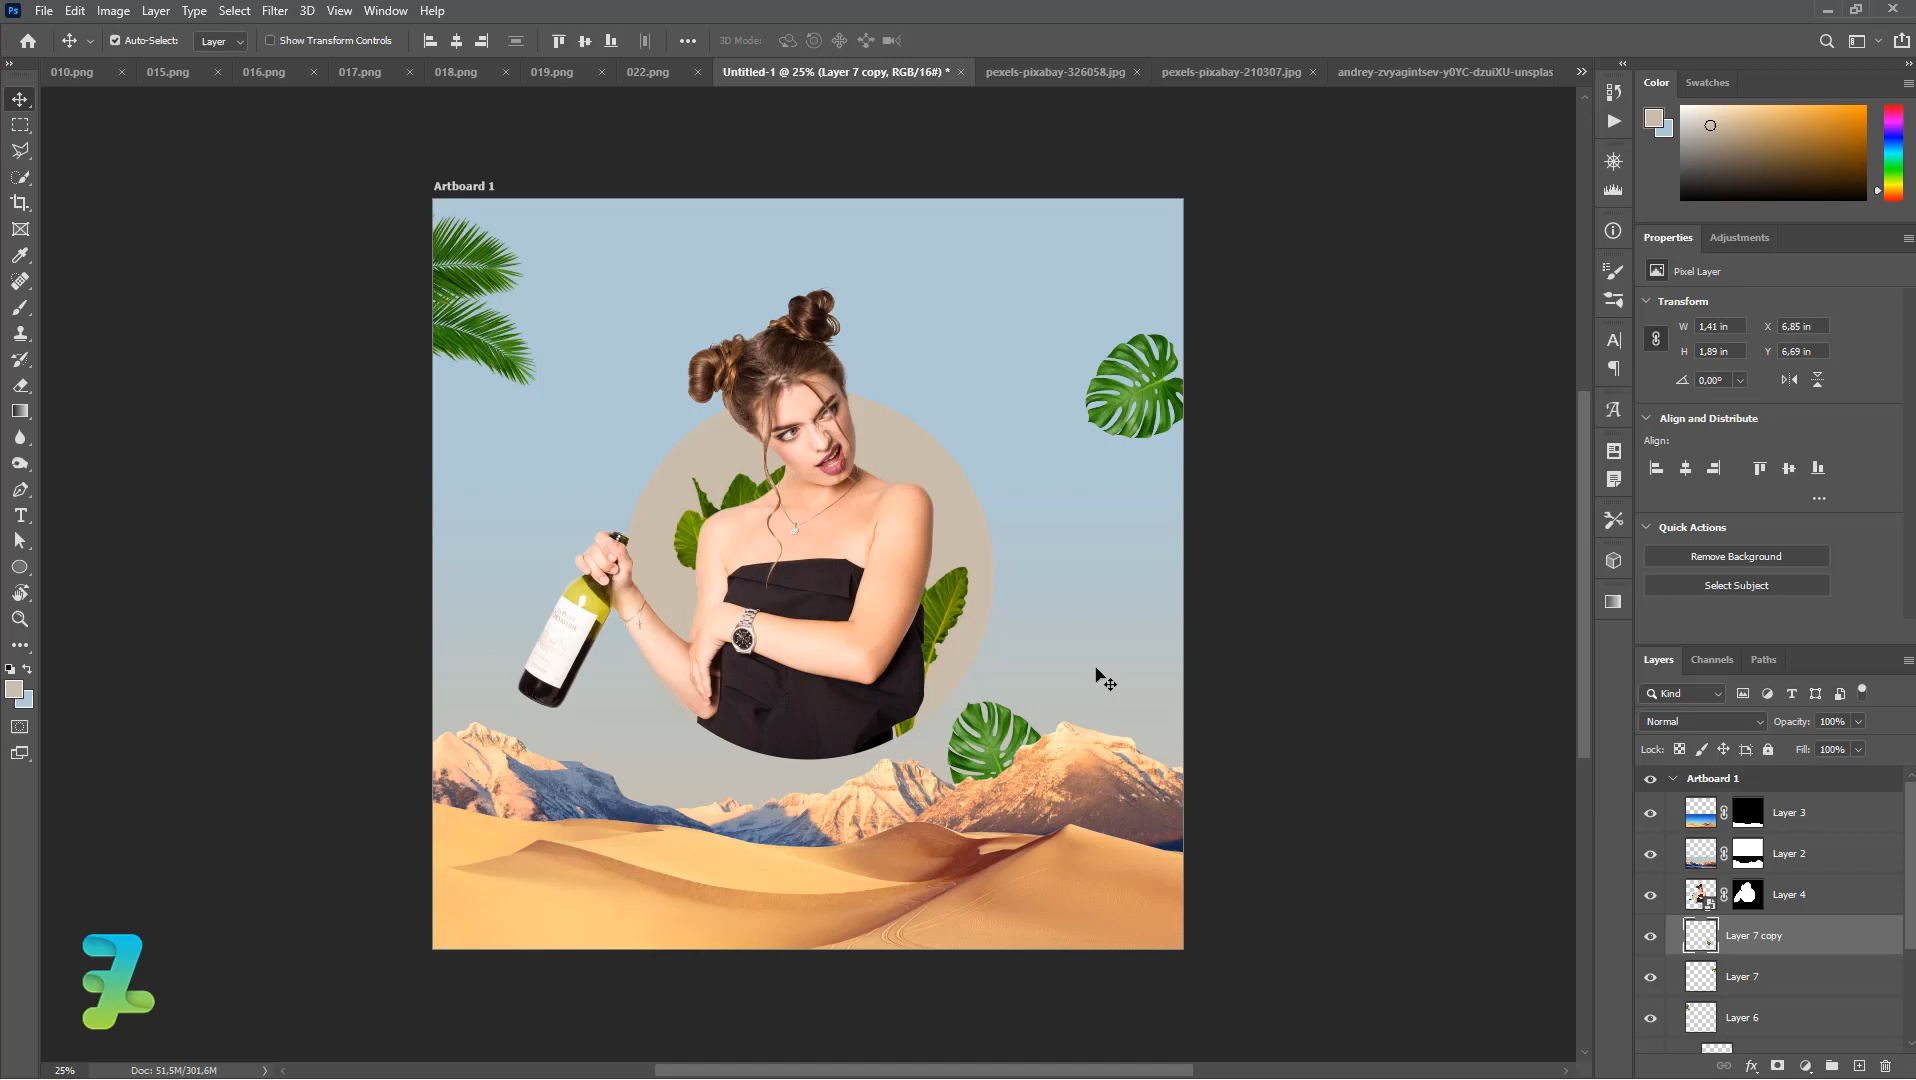 Ps File Edit Image Layer Type Select Filter 3D View Window Help
Auto-Select: Layer Show Transform Controls 3D Mode:
010.png 015.png 016.png 017.png 018.png 019.png 022.png Untitled-1 @ 25% (Layer 7 copy, RGB/16#) * pexels-pixabay-326058.jpg pexels-pixabay-210307.jpg andrey-zvyagintsev-y0YC-dzuiXU-unsplas
Color Swatches
Artboard 1
Properties Adjustments
Pixel Layer
Transform
W 1,41 in X 6,85 in
H 1,89 in Y 6,69 in
0,00°
Align and Distribute
Align:
Quick Actions
Remove Background
Select Subject
Layers Channels Paths
Kind
Normal Opacity: 100%
Lock: Fill: 100%
Artboard 1
Layer 3
Layer 2
Layer 4
Layer 7 copy
Layer 7
Layer 6
25% Doc: 51,5M/301,6M